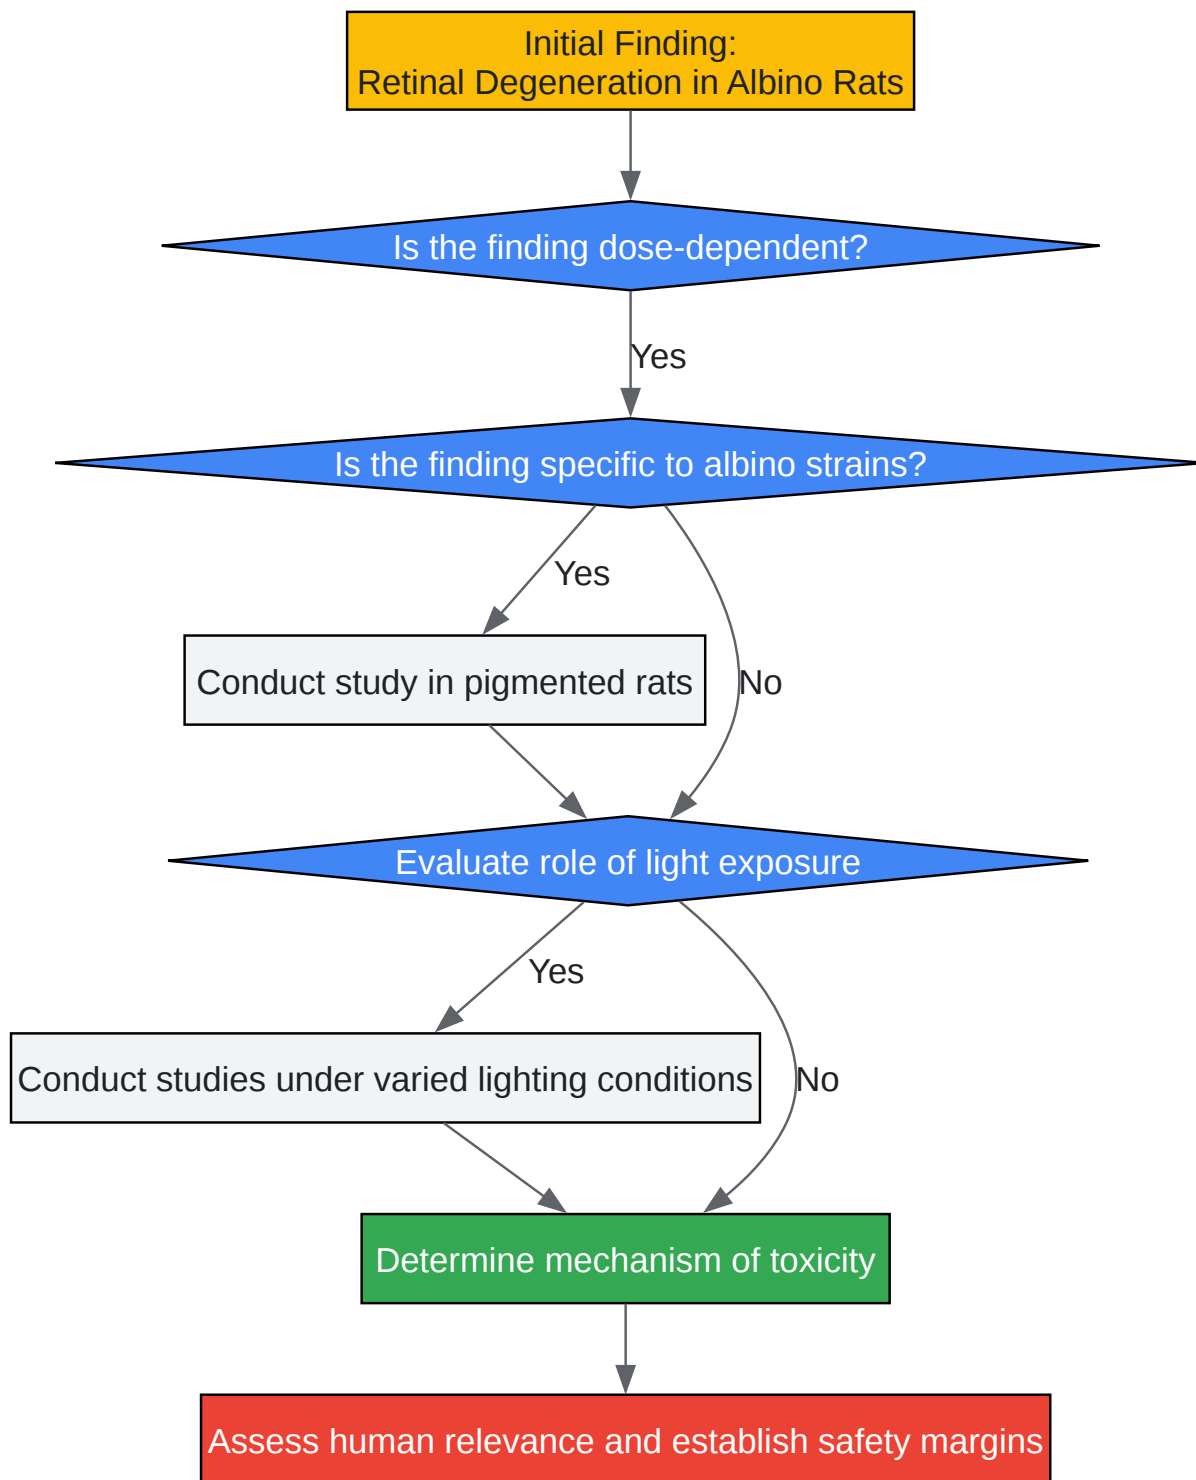 Initial Finding:
Retinal Degeneration in Albino Rats
Is the finding dose-dependent?
Yes
Is the finding specific to albino strains?
Yes
Conduct study in pigmented rats
No
Evaluate role of light exposure
Yes
Conduct studies under varied lighting conditions
No
Determine mechanism of toxicity
Assess human relevance and establish safety margins